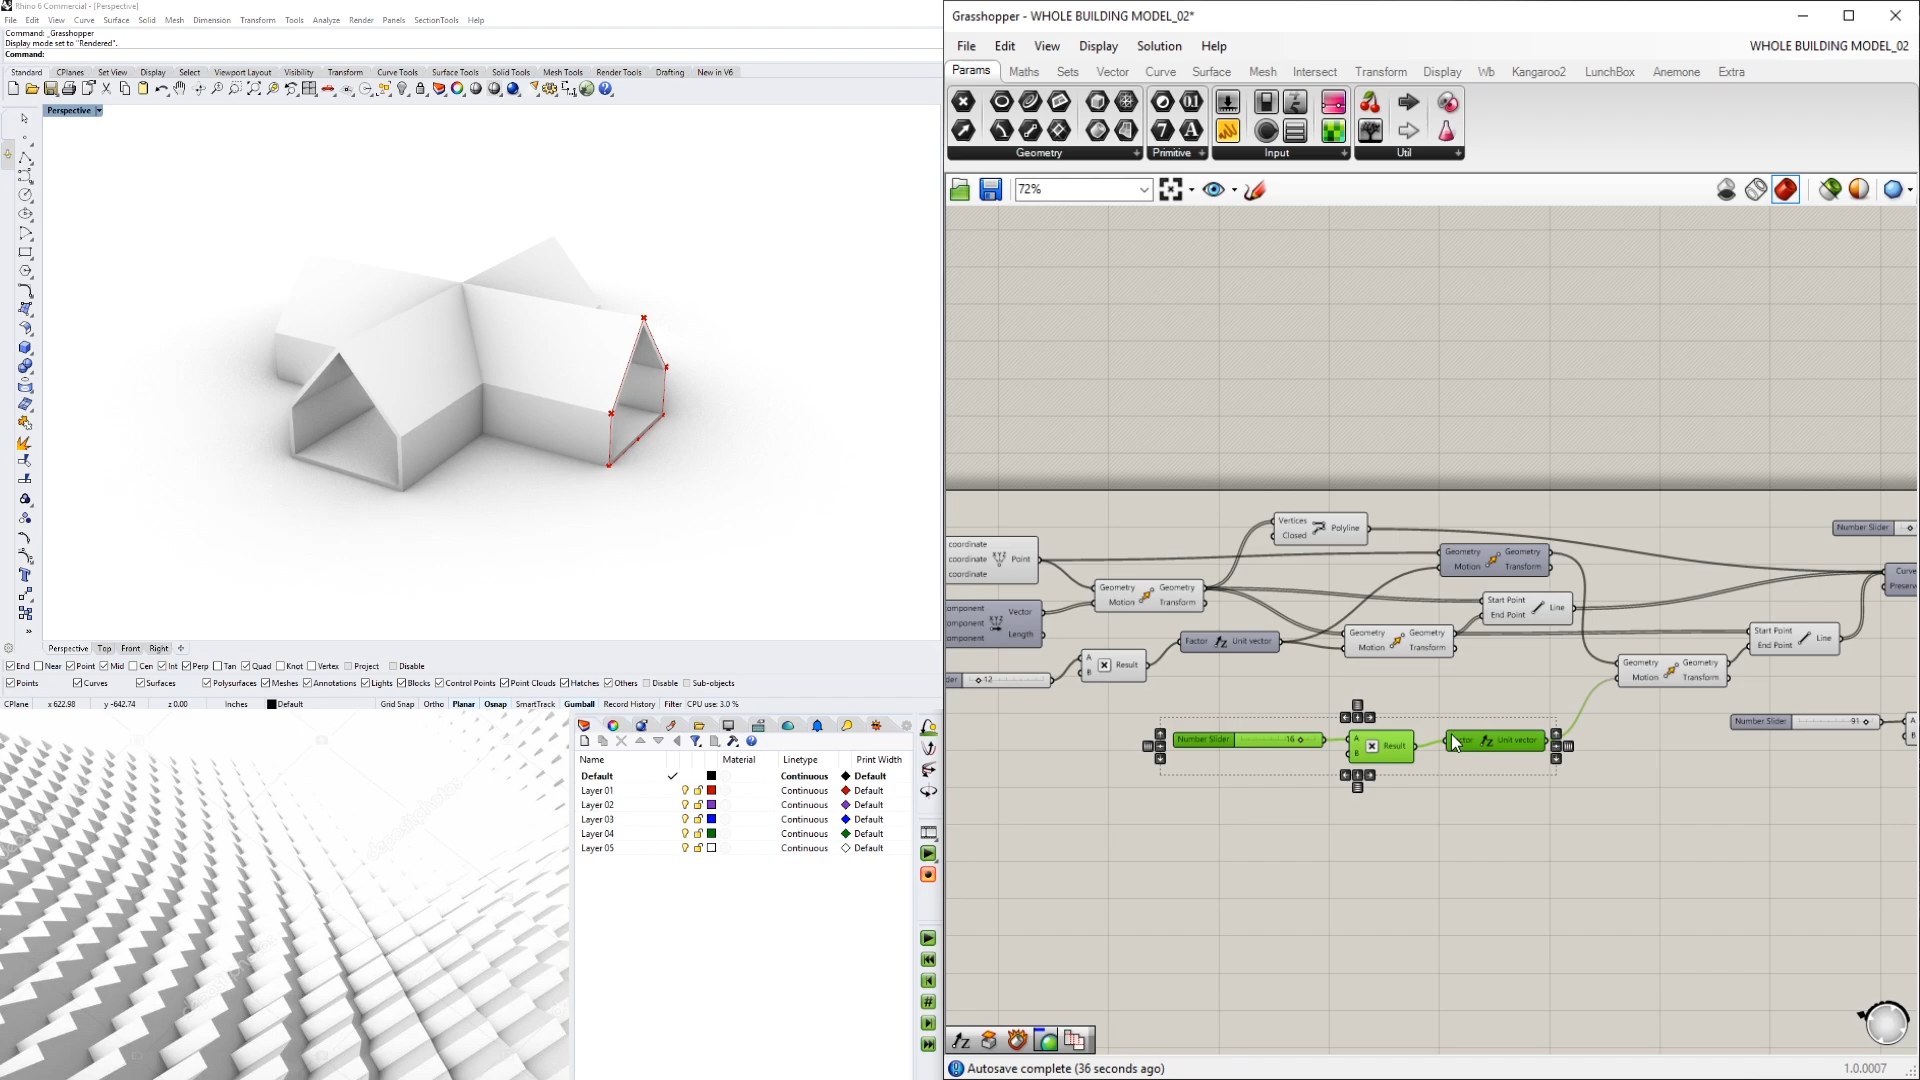 Rhino 6 Commercial - [Perspective]
File Edit View Curve Surface Solid Mesh Dimension Transform Tools Analyze Render Panels SectionTools Help
Command: _Grasshopper
Display mode set to "Rendered".
Command:
Standard CPlanes Set View Display Select Viewport Layout Visibility Transform Curve Tools Surface Tools Solid Tools Mesh Tools Render Tools Drafting New in V6
Perspective
Perspective Top Front Right
End Near Point Mid Cen Int Perp Tan Quad Knot Vertex Project Disable
Points Curves Surfaces Polysurfaces Meshes Annotations Lights Blocks Control Points Point Clouds Hatches Others Disable Sub-objects
CPlane x 622.98 y -642.74 z 0.00 Inches Default Grid Snap Ortho Planar Osnap SmartTrack Gumball Record History Filter CPU use: 3.0 %
Name Material Linetype Print Width
Default Continuous Default
Layer 01 Continuous Default
Layer 02 Continuous Default
Layer 03 Continuous Default
Layer 04 Continuous Default
Layer 05 Continuous Default
Grasshopper - WHOLE BUILDING MODEL_02*
File Edit View Display Solution Help WHOLE BUILDING MODEL_02
Params Maths Sets Vector Curve Surface Mesh Intersect Transform Display Wb Kangaroo2 LunchBox Anemone Extra
Geometry Primitive Input Util
72%
Vertices
Closed
Polyline
Number Slider
coordinate
coordinate
coordinate
XYZ
Point
Geometry Geometry
Motion Transform
Curve
Geometry Geometry
Motion Transform
Start Point
End Point
Line
Vector
Length
XYZ
Factor Unit vector
Geometry Geometry
Motion Transform
Start Point
End Point
Line
A
B
Result
12
Geometry Geometry
Motion Transform
Number Slider 16
A
B
Result
Unit vector
Number Slider 91
A
B
Autosave complete (36 seconds ago)
1.0.0007